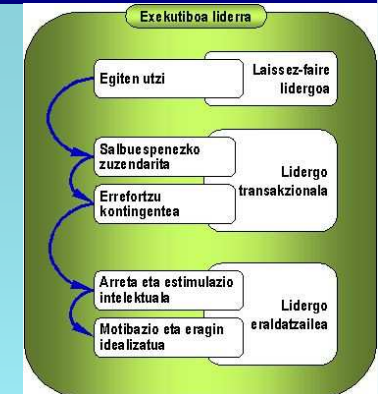 Exekutiboa liderra
Egiten utzi
Laissez-faire
lidergoa
Salbuespenezko
zuzendarita
Errefortzu
kontingentea
Lidergo
transakzionala
Arreta eta estimulazio
intelektuala
Motibazio eta eragin
idealizatua
Lidergo
eraldatzailea